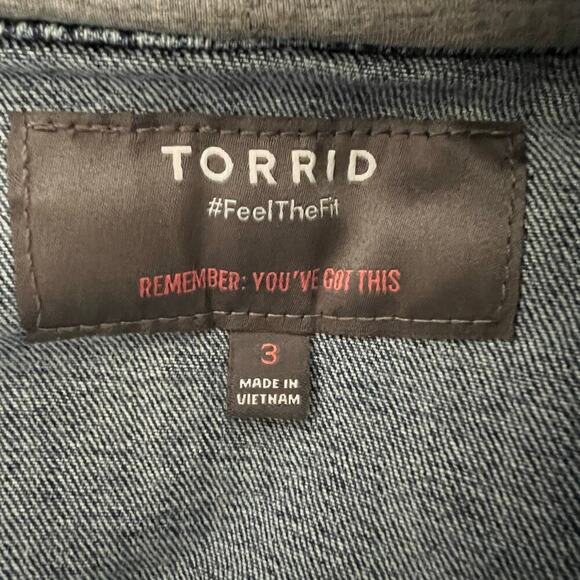 TORRID
#FeelTheFit
REMEMBER: YOU'VE GOT THIS
3
MADE IN
VIETNAM